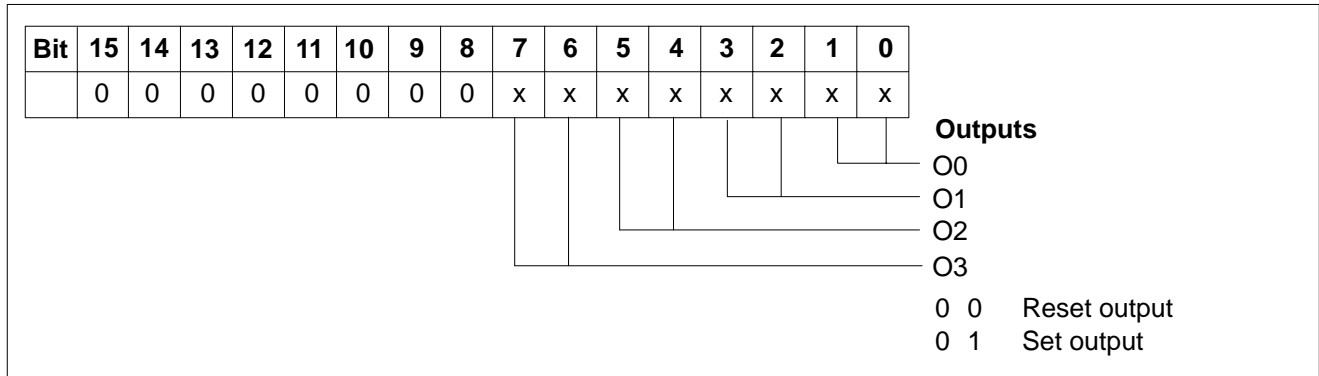 Bit 15 14 13 12 11 10 9 8 7 6 5 4 3 2 1 0
0 0 0 0 0 0 0 0 x x x x x x x x
Outputs
O0
O1
O2
O3
0 0 Reset output
0 1 Set output